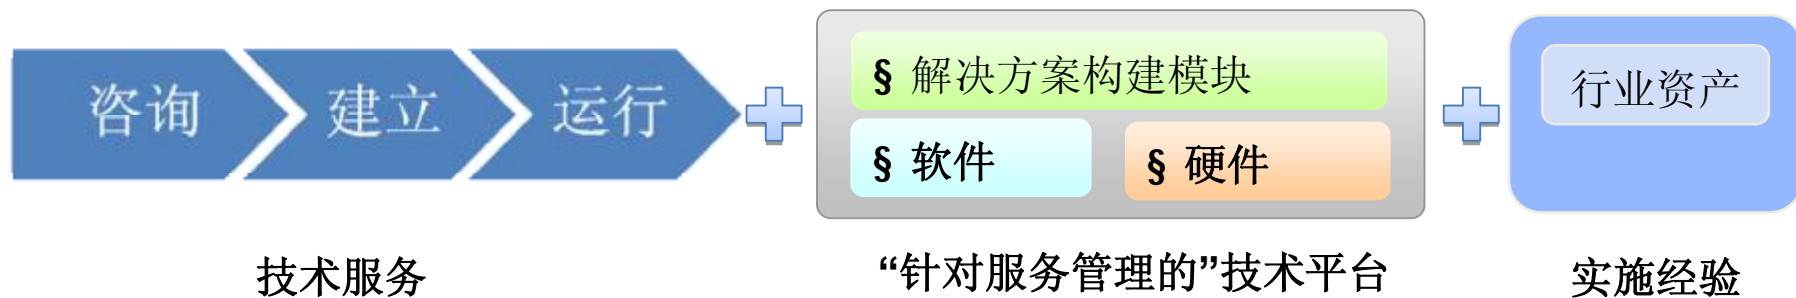 咨询 建立 运行
§ 解决方案构建模块
§ 软件 § 硬件
行业资产
技术服务
“针对服务管理的”技术平台
实施经验